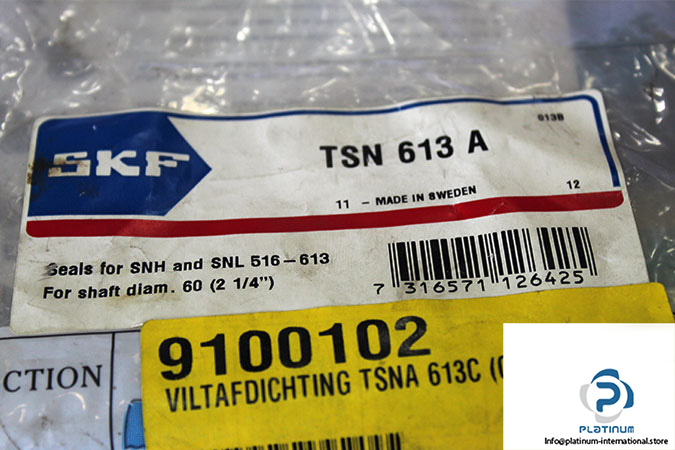 613B
SKF
TSN 613 A
11 - MADE IN SWEDEN 12
Seals for SNH and SNL 516-613
For shaft diam. 60 (2 1/4")
7 316571 126425
9100102
CTION
VILTAFDICHTING TSNA 613C (
PLATINUM
Info@platinum-international.store